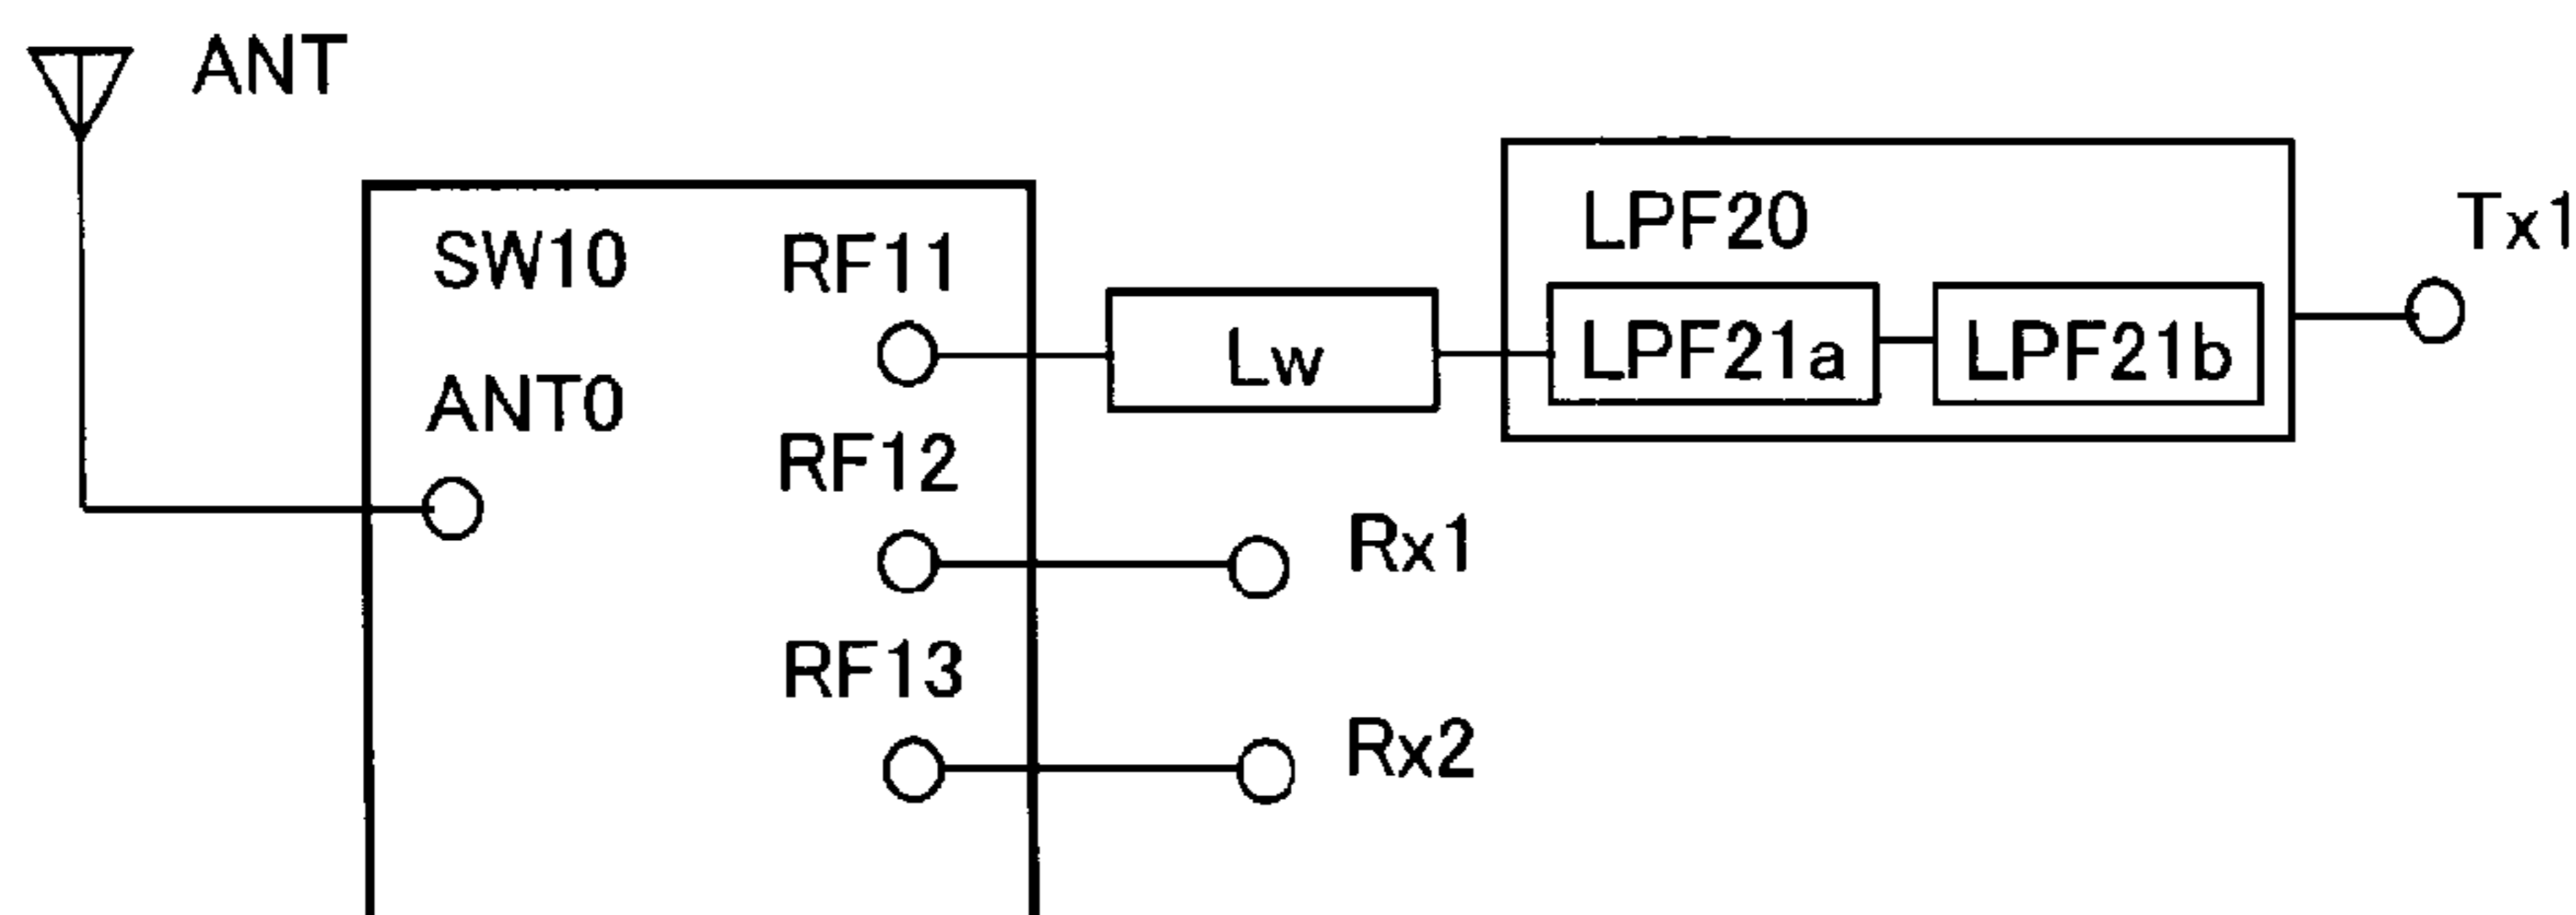 ANT
SW10
ANT0
RF11
RF12
RF13
Lw
LPF20
LPF21a
LPF21b
Tx1
Rx1
Rx2